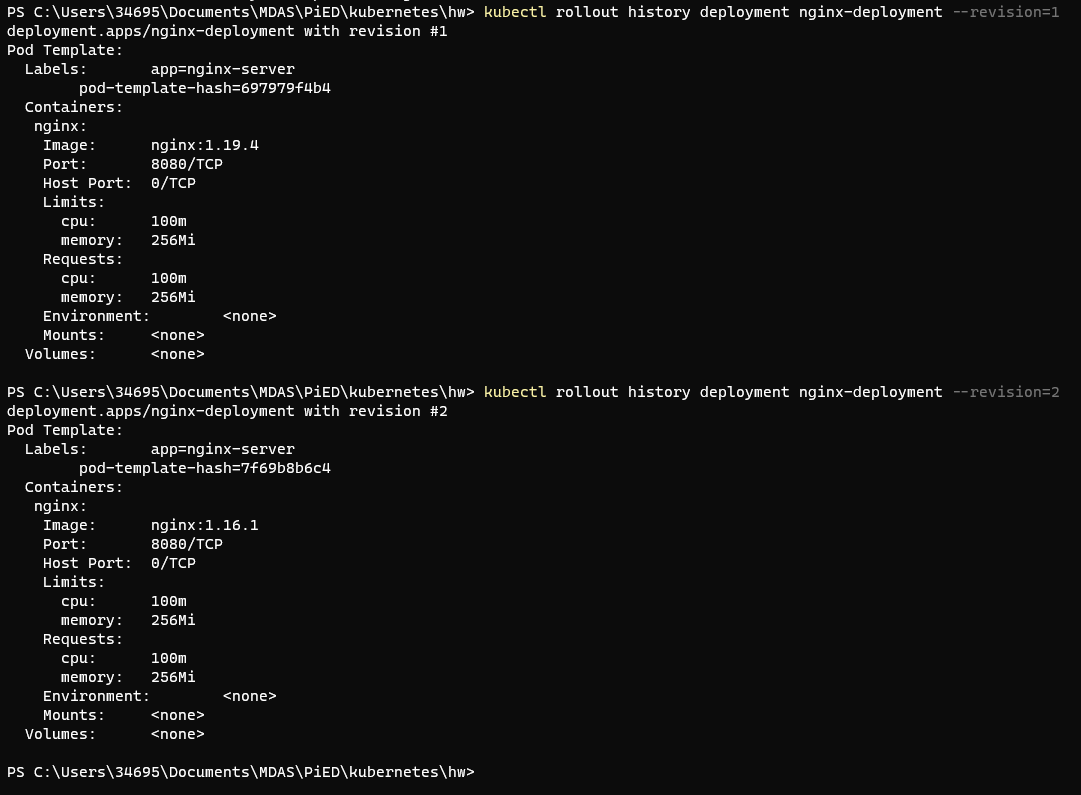 PS C:\Users\34695\Documents\MDAS\PiED\kubernetes\hw> kubectl rollout history deployment nginx-deployment --revision=1
deployment.apps/nginx-deployment with revision #1
Pod Template:
  Labels:       app=nginx-server
        pod-template-hash=697979f4b4
  Containers:
   nginx:
    Image:      nginx:1.19.4
    Port:       8080/TCP
    Host Port:  0/TCP
    Limits:
      cpu:      100m
      memory:   256Mi
    Requests:
      cpu:      100m
      memory:   256Mi
    Environment:        <none>
    Mounts:     <none>
  Volumes:      <none>

PS C:\Users\34695\Documents\MDAS\PiED\kubernetes\hw> kubectl rollout history deployment nginx-deployment --revision=2
deployment.apps/nginx-deployment with revision #2
Pod Template:
  Labels:       app=nginx-server
        pod-template-hash=7f69b8b6c4
  Containers:
   nginx:
    Image:      nginx:1.16.1
    Port:       8080/TCP
    Host Port:  0/TCP
    Limits:
      cpu:      100m
      memory:   256Mi
    Requests:
      cpu:      100m
      memory:   256Mi
    Environment:        <none>
    Mounts:     <none>
  Volumes:      <none>

PS C:\Users\34695\Documents\MDAS\PiED\kubernetes\hw>